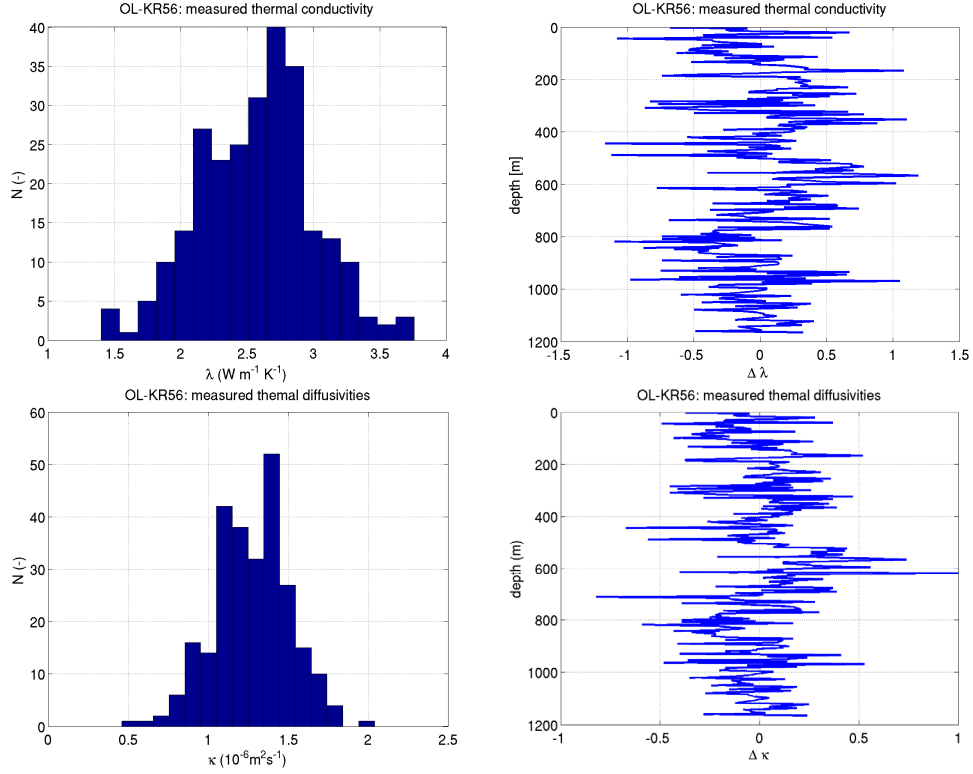 OL-KR56: measured thermal conductivity
40
35
30
25
20
15
10
5
0
N (-)
1 1.5 2 2.5 3 3.5 4
λ (W m⁻¹ K⁻¹)
OL-KR56: measured thermal conductivity
0
200
400
600
800
1000
1200
depth [m]
-1.5 -1 -0.5 0 0.5 1 1.5
Δ λ
OL-KR56: measured themal diffusivities
60
50
40
30
20
10
0
N (-)
0 0.5 1 1.5 2 2.5
κ (10⁻⁶m²s⁻¹)
OL-KR56: measured themal diffusivities
0
200
400
600
800
1000
1200
depth (m)
-1 -0.5 0 0.5 1
Δ κ